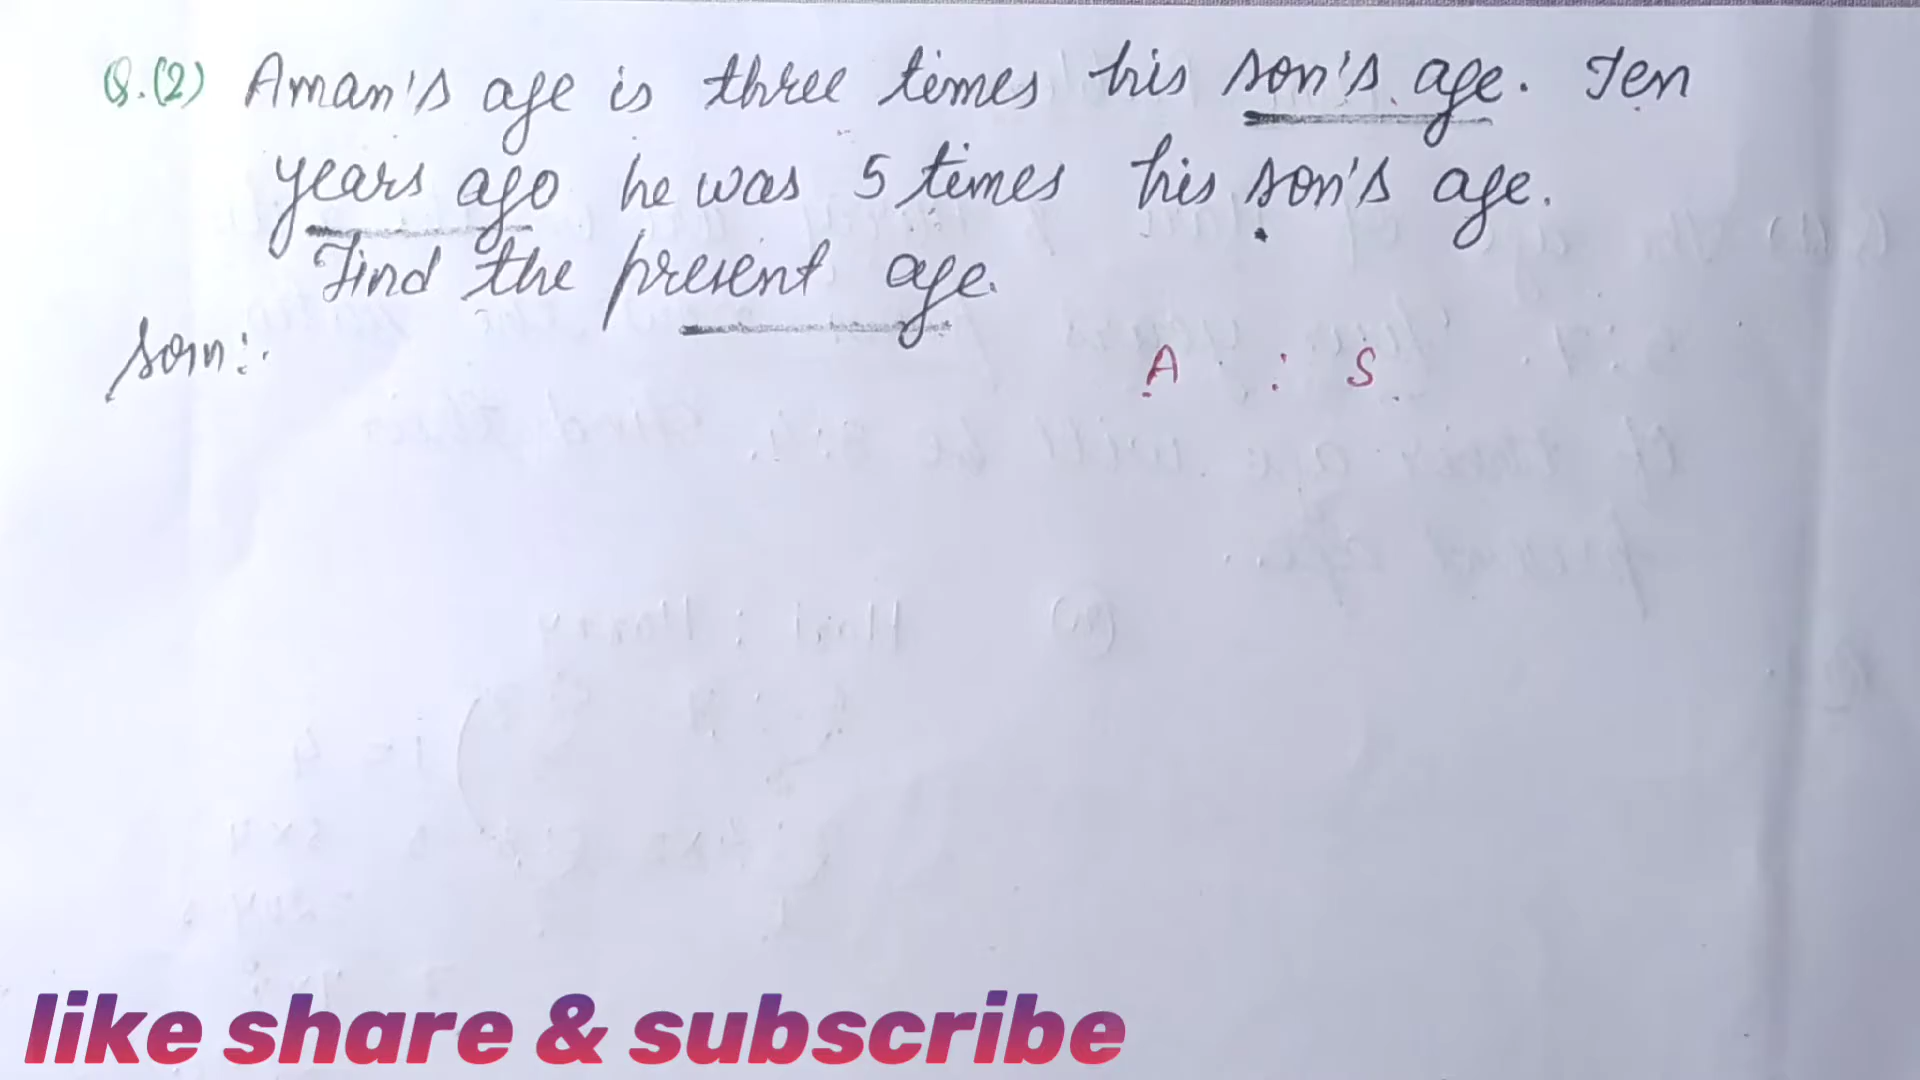 Q.(2) Aman's age is three times his son's age. Ten
years ago he was 5 times his son's age.
Find the present age.
Som:.
A : S
like share & subscribe